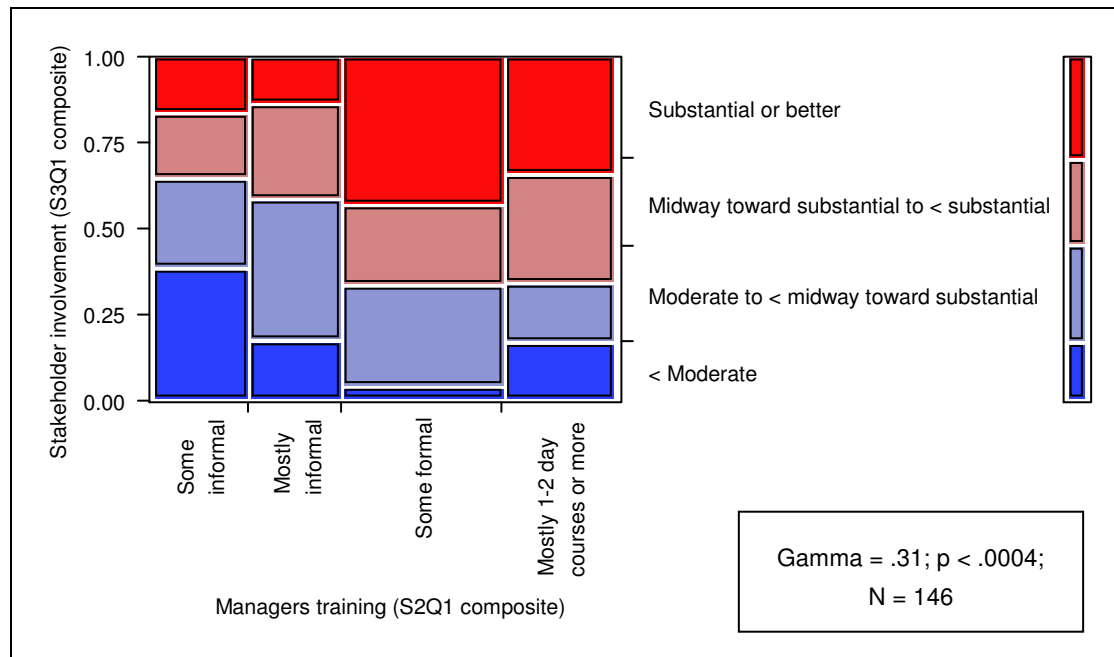 Stakeholder involvement (S3Q1 composite)
1.00
0.75
0.50
0.25
0.00
Substantial or better
Midway toward substantial to < substantial
Moderate to < midway toward substantial
< Moderate
Some
informal
Mostly
informal
Some formal
Mostly 1-2 day
courses or more
Managers training (S2Q1 composite)
Gamma = .31; p < .0004;
N = 146